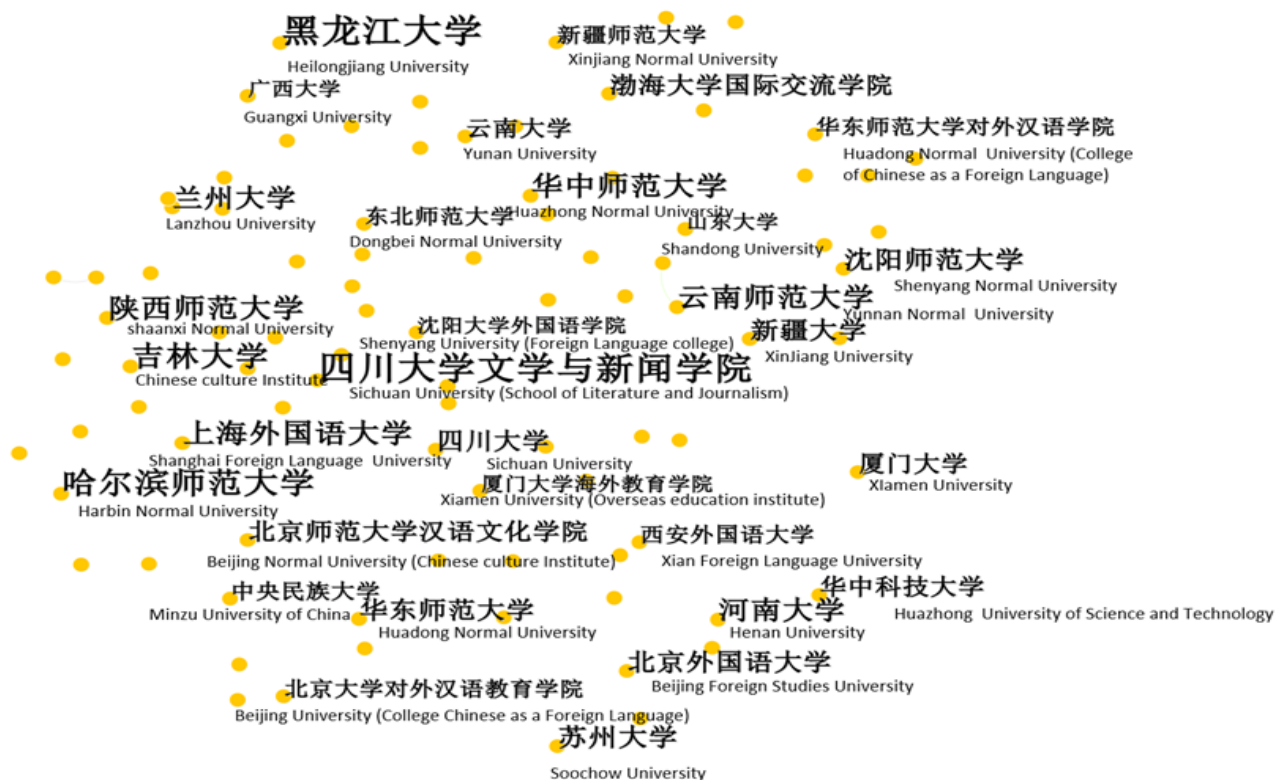 黑龙江大学
Heilongjiang University
新疆师范大学
Xinjiang Normal University
广西大学
Guangxi University
渤海大学国际交流学院
云南大学
Yunan University
华东师范大学对外汉语学院
Huadong Normal University (College
of Chinese as a Foreign Language)
兰州大学
Lanzhou University
华中师范大学
Huazhong Normal University
东北师范大学
Dongbei Normal University
山东大学
Shandong University
沈阳师范大学
Shenyang Normal University
陕西师范大学
shaanxi Normal University
云南师范大学
Yunnan Normal University
沈阳大学外国语学院
Shenyang University (Foreign Language college)
新疆大学
XinJiang University
吉林大学
Chinese culture Institute
四川大学文学与新闻学院
Sichuan University (School of Literature and Journalism)
上海外国语大学
Shanghai Foreign Language University
四川大学
Sichuan University
厦门大学
XIamen University
哈尔滨师范大学
Harbin Normal University
厦门大学海外教育学院
Xiamen University (Overseas education institute)
北京师范大学汉语文化学院
Beijing Normal University (Chinese culture Institute)
西安外国语大学
Xian Foreign Language University
中央民族大学
Minzu University of China
华东师范大学
Huadong Normal University
华中科技大学
Huazhong University of Science and Technology
河南大学
Henan University
北京外国语大学
Beijing Foreign Studies University
北京大学对外汉语教育学院
Beijing University (College Chinese as a Foreign Language)
苏州大学
Soochow University